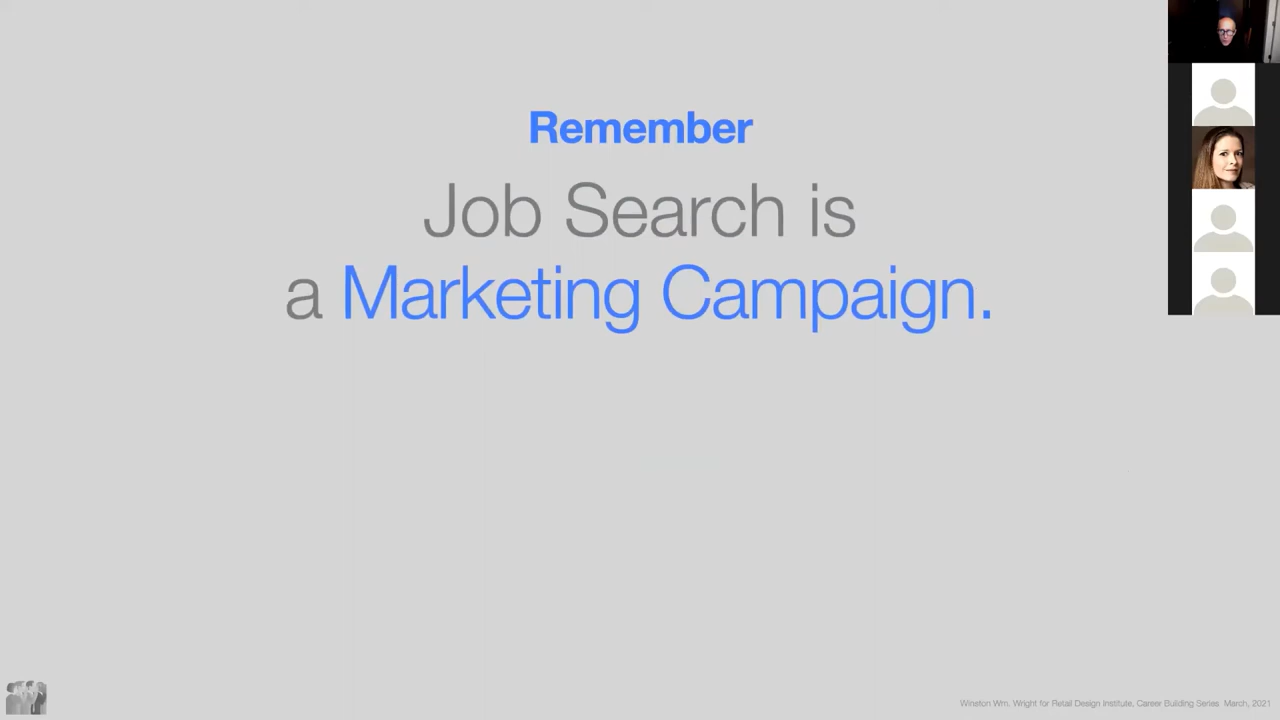 Remember
Job Search is
a Marketing Campaign.
Winston Wm. Wright for Retail Design Institute, Career Building Series March, 2021